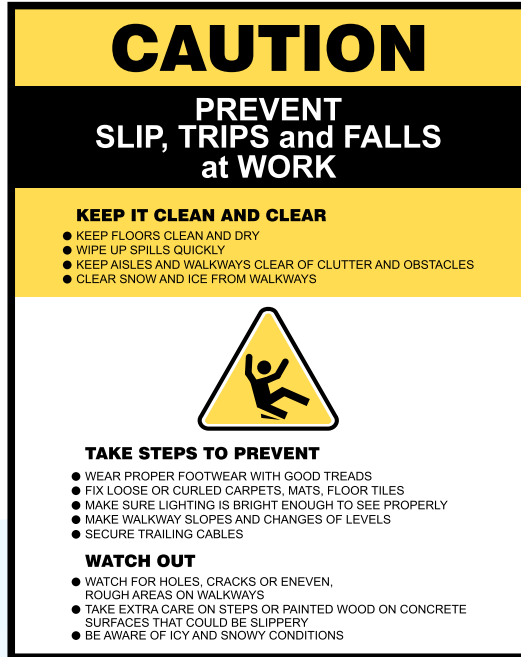 CAUTION
PREVENT
SLIP, TRIPS and FALLS
at WORK
KEEP IT CLEAN AND CLEAR
● KEEP FLOORS CLEAN AND DRY
● WIPE UP SPILLS QUICKLY
● KEEP AISLES AND WALKWAYS CLEAR OF CLUTTER AND OBSTACLES
● CLEAR SNOW AND ICE FROM WALKWAYS
TAKE STEPS TO PREVENT
● WEAR PROPER FOOTWEAR WITH GOOD TREADS
● FIX LOOSE OR CURLED CARPETS, MATS, FLOOR TILES
● MAKE SURE LIGHTING IS BRIGHT ENOUGH TO SEE PROPERLY
● MAKE WALKWAY SLOPES AND CHANGES OF LEVELS
● SECURE TRAILING CABLES
WATCH OUT
● WATCH FOR HOLES, CRACKS OR ENEVEN,
ROUGH AREAS ON WALKWAYS
● TAKE EXTRA CARE ON STEPS OR PAINTED WOOD ON CONCRETE
SURFACES THAT COULD BE SLIPPERY
● BE AWARE OF ICY AND SNOWY CONDITIONS